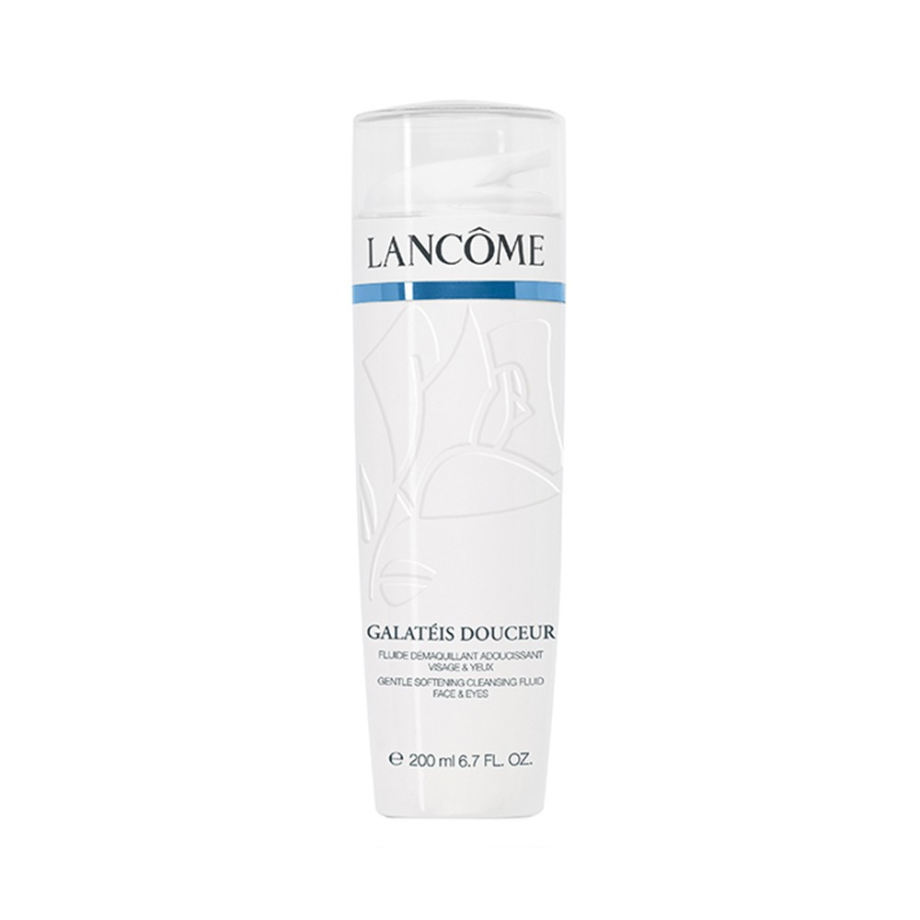 LANCÔME
GALATÉIS DOUCEUR
FLUIDE DÉMAQUILLANT ADOUCISSANT
VISAGE & YEUX
GENTLE SOFTENING CLEANSING FLUID
FACE & EYES
℮ 200 ml 6.7 FL. OZ.